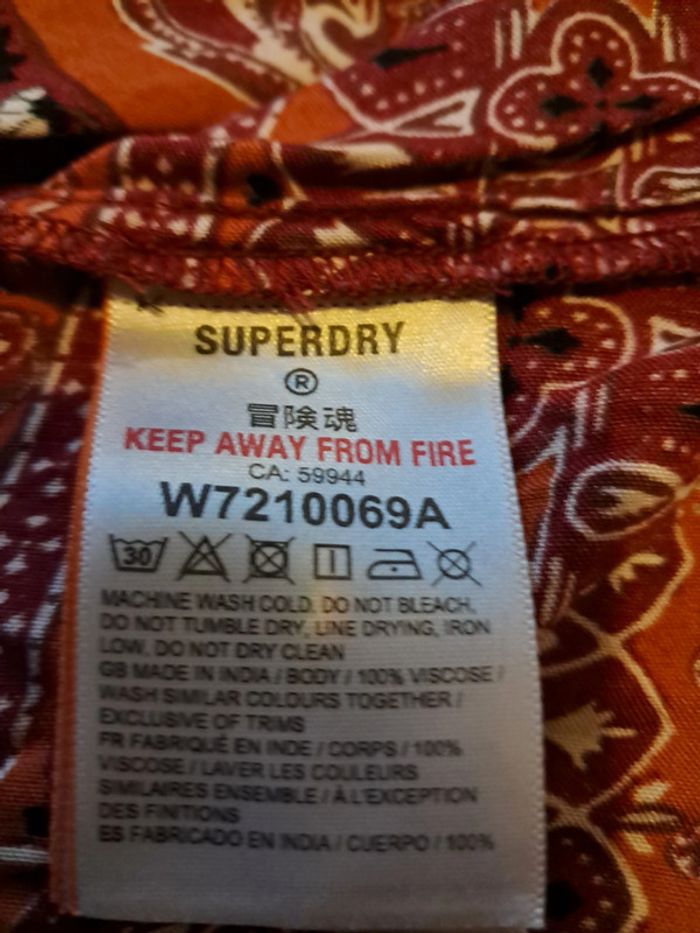 SUPERDRY
®
冒険魂
KEEP AWAY FROM FIRE
CA: 59944
W7210069A
30
MACHINE WASH COLD. DO NOT BLEACH.
DO NOT TUMBLE DRY, LINE DRYING, IRON
LOW. DO NOT DRY CLEAN
GB MADE IN INDIA / BODY / 100% VISCOSE /
WASH SIMILAR COLOURS TOGETHER /
EXCLUSIVE OF TRIMS
FR FABRIQUÉ EN INDE / CORPS / 100%
VISCOSE / LAVER LES COULEURS
SIMILAIRES ENSEMBLE / À L'EXCEPTION
DES FINITIONS
ES FABRICADO EN INDIA / CUERPO / 100%